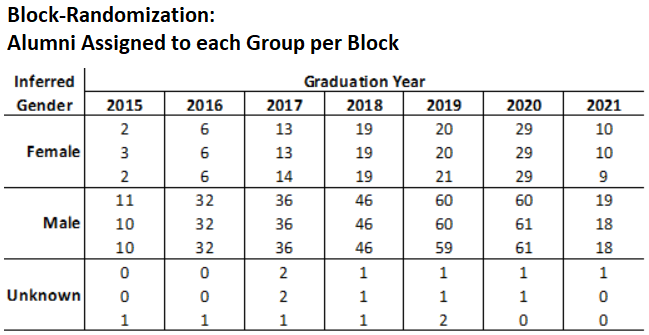 Block-Randomization:
Alumni Assigned to each Group per Block
Inferred Gender Graduation Year
2015 2016 2017 2018 2019 2020 2021
2 6 13 19 20 29 10
Female 3 6 13 19 20 29 10
2 6 14 19 21 29 9
11 32 36 46 60 60 19
Male 10 32 36 46 60 61 18
10 32 36 46 59 61 18
0 0 2 1 1 1 1
Unknown 0 0 2 1 1 1 0
1 1 1 1 2 0 0